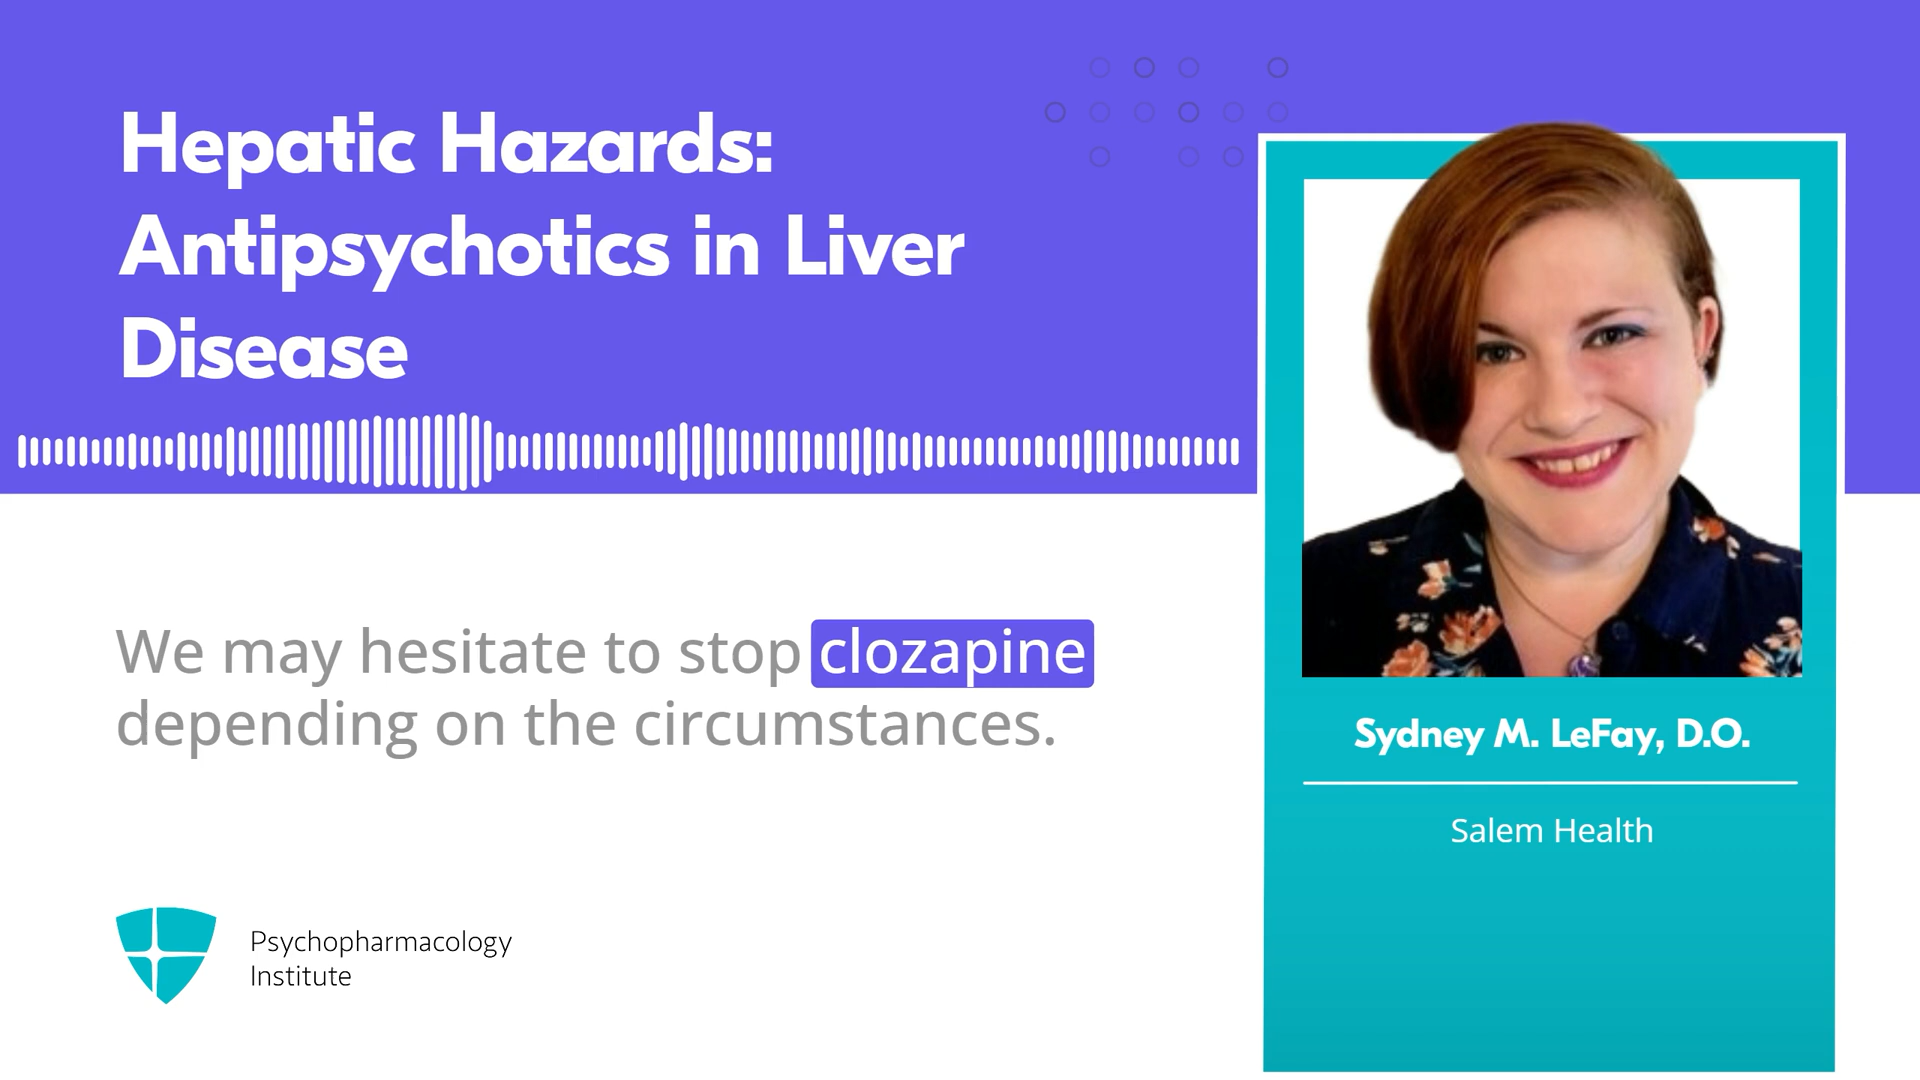 Hepatic Hazards:
Antipsychotics in Liver
Disease
We may hesitate to stop clozapine
depending on the circumstances.
Sydney M. LeFay, D.O.
Salem Health
Psychopharmacology
Institute